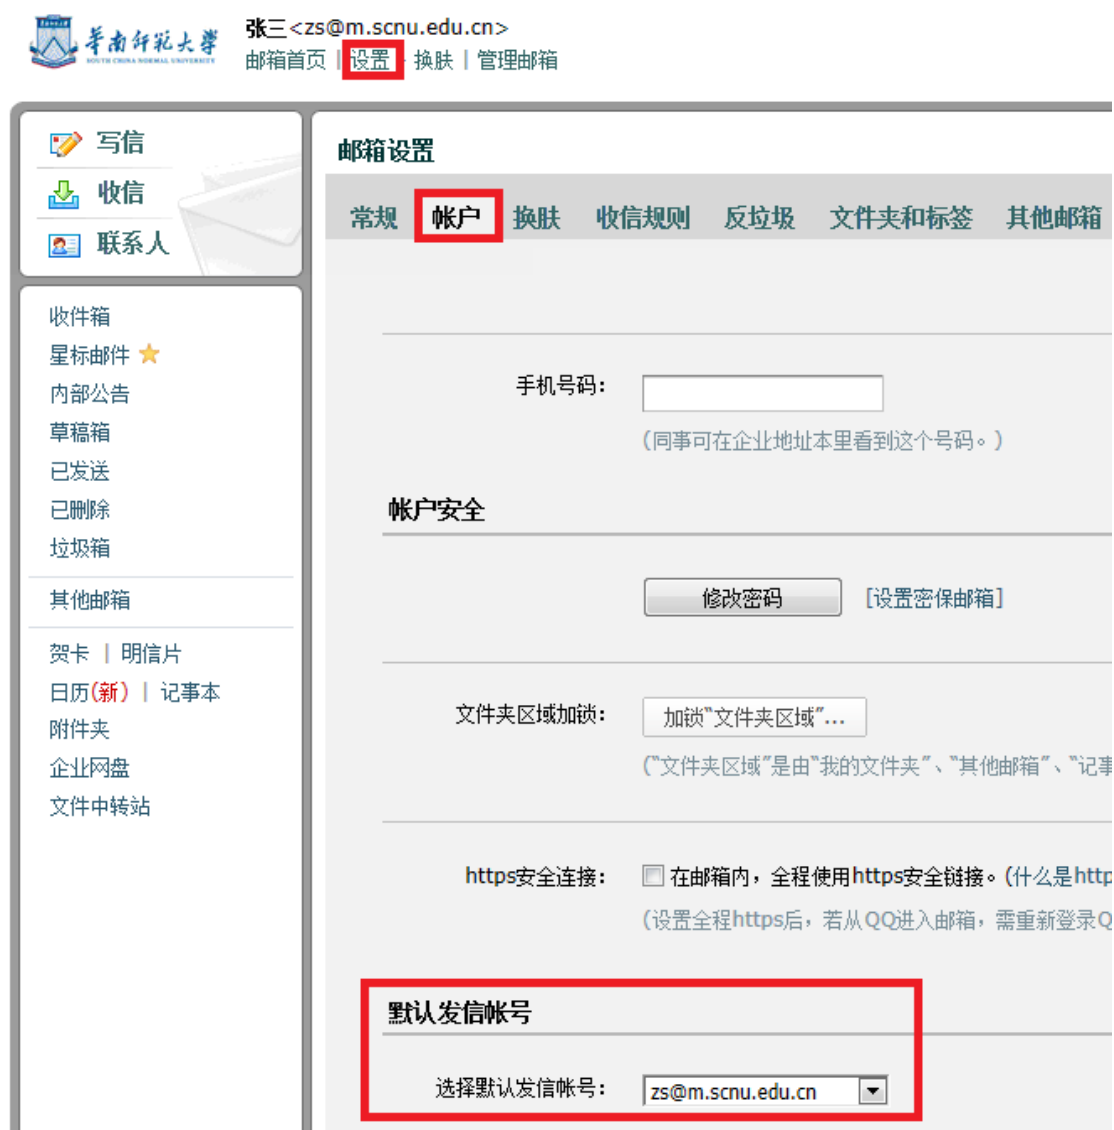 华南师范大学
SOUTH CHINA NORMAL UNIVERSITY
张三<zs@m.scnu.edu.cn>
邮箱首页 | 设置 | 换肤 | 管理邮箱
写信
收信
联系人
收件箱
星标邮件
内部公告
草稿箱
已发送
已删除
垃圾箱
其他邮箱
贺卡 | 明信片
日历(新) | 记事本
附件夹
企业网盘
文件中转站
邮箱设置
常规 帐户 换肤 收信规则 反垃圾 文件夹和标签 其他邮箱
手机号码：
(同事可在企业地址本里看到这个号码。)
帐户安全
修改密码 [设置密保邮箱]
文件夹区域加锁： 加锁“文件夹区域”...
(“文件夹区域”是由“我的文件夹”、“其他邮箱”、“记事
https安全连接： 在邮箱内，全程使用https安全链接。(什么是http
(设置全程https后，若从QQ进入邮箱，需重新登录Q
默认发信帐号
选择默认发信帐号： zs@m.scnu.edu.cn